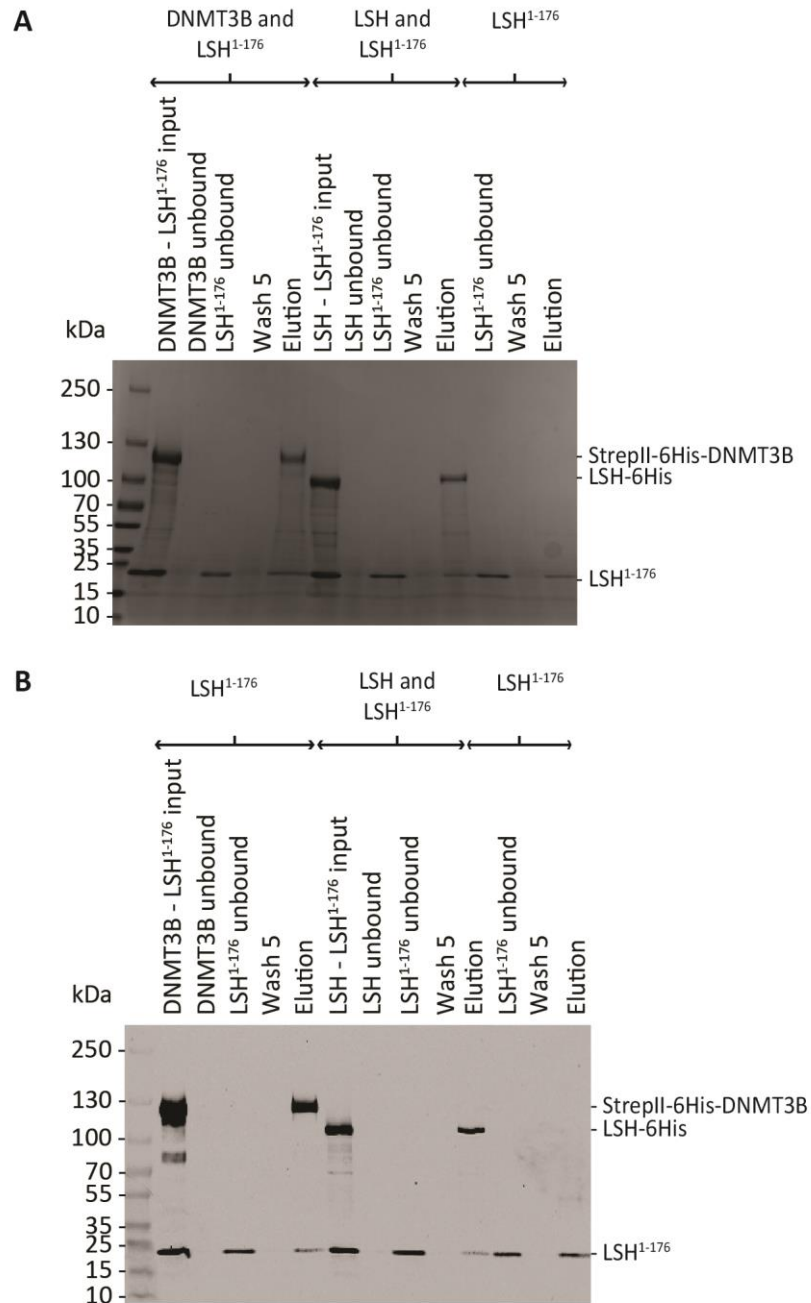 A
DNMT3B and
LSH¹⁻¹⁷⁶
LSH and
LSH¹⁻¹⁷⁶
LSH¹⁻¹⁷⁶
DNMT3B - LSH¹⁻¹⁷⁶ input
DNMT3B unbound
LSH¹⁻¹⁷⁶ unbound
Wash 5
Elution
LSH - LSH¹⁻¹⁷⁶ input
LSH unbound
LSH¹⁻¹⁷⁶ unbound
Wash 5
Elution
LSH¹⁻¹⁷⁶ unbound
Wash 5
Elution
kDa
250
130
100
70
55
35
25
15
10
StrepII-6His-DNMT3B
LSH-6His
LSH¹⁻¹⁷⁶
B
LSH¹⁻¹⁷⁶
LSH and
LSH¹⁻¹⁷⁶
LSH¹⁻¹⁷⁶
DNMT3B - LSH¹⁻¹⁷⁶ input
DNMT3B unbound
LSH¹⁻¹⁷⁶ unbound
Wash 5
Elution
LSH - LSH¹⁻¹⁷⁶ input
LSH unbound
LSH¹⁻¹⁷⁶ unbound
Wash 5
Elution
LSH¹⁻¹⁷⁶ unbound
Wash 5
Elution
kDa
250
130
100
70
55
35
25
15
10
StrepII-6His-DNMT3B
LSH-6His
LSH¹⁻¹⁷⁶